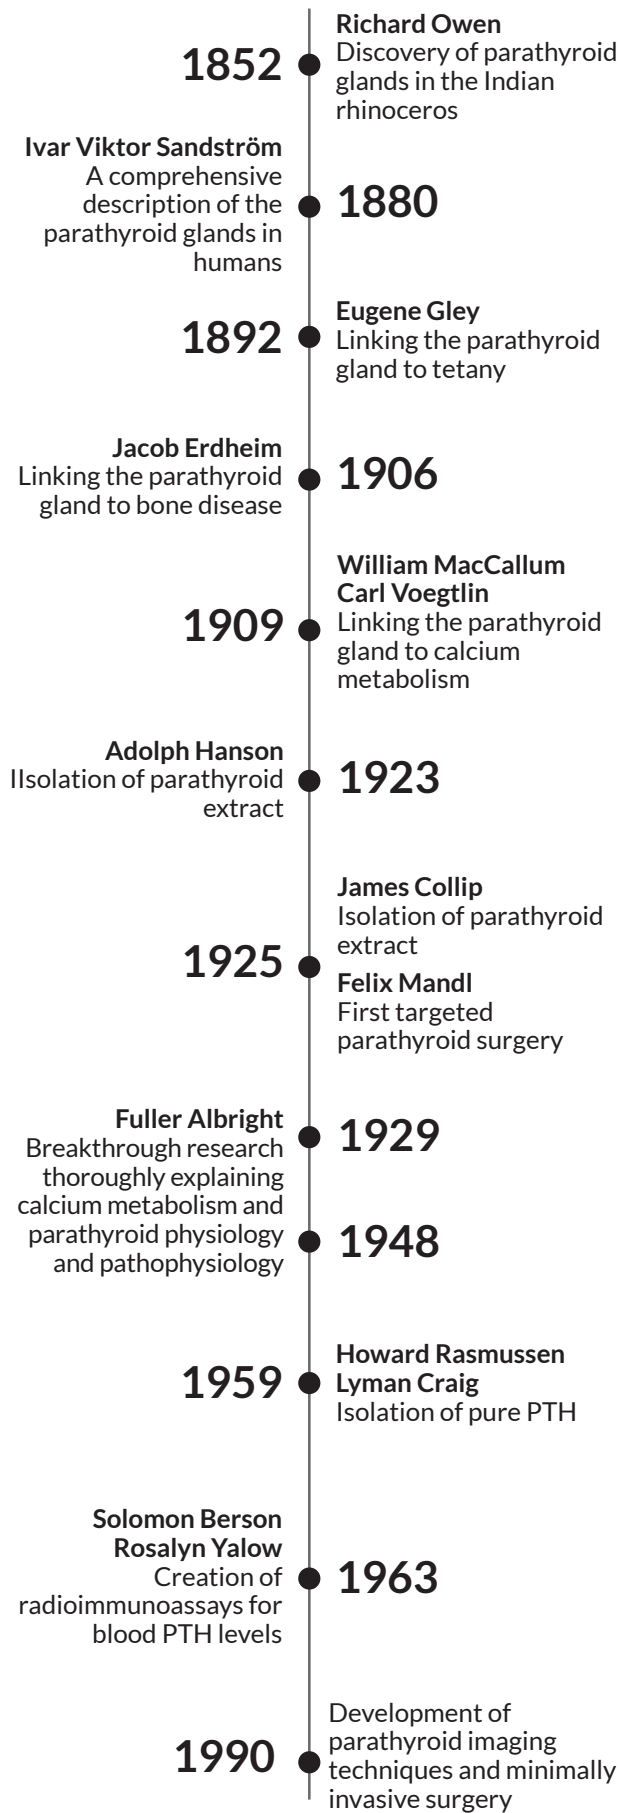 1852
Richard Owen
Discovery of parathyroid
glands in the Indian
rhinoceros
Ivar Viktor Sandström
A comprehensive
description of the
parathyroid glands in
humans
1880
1892
Eugene Gley
Linking the parathyroid
gland to tetany
Jacob Erdheim
Linking the parathyroid
gland to bone disease
1906
1909
William MacCallum
Carl Voegtlin
Linking the parathyroid
gland to calcium
metabolism
Adolph Hanson
IIsolation of parathyroid
extract
1923
1925
James Collip
Isolation of parathyroid
extract
Felix Mandl
First targeted
parathyroid surgery
Fuller Albright
Breakthrough research
thoroughly explaining
calcium metabolism and
parathyroid physiology
and pathophysiology
1929
1948
1959
Howard Rasmussen
Lyman Craig
Isolation of pure PTH
Solomon Berson
Rosalyn Yalow
Creation of
radioimmunoassays for
blood PTH levels
1963
1990
Development of
parathyroid imaging
techniques and minimally
invasive surgery